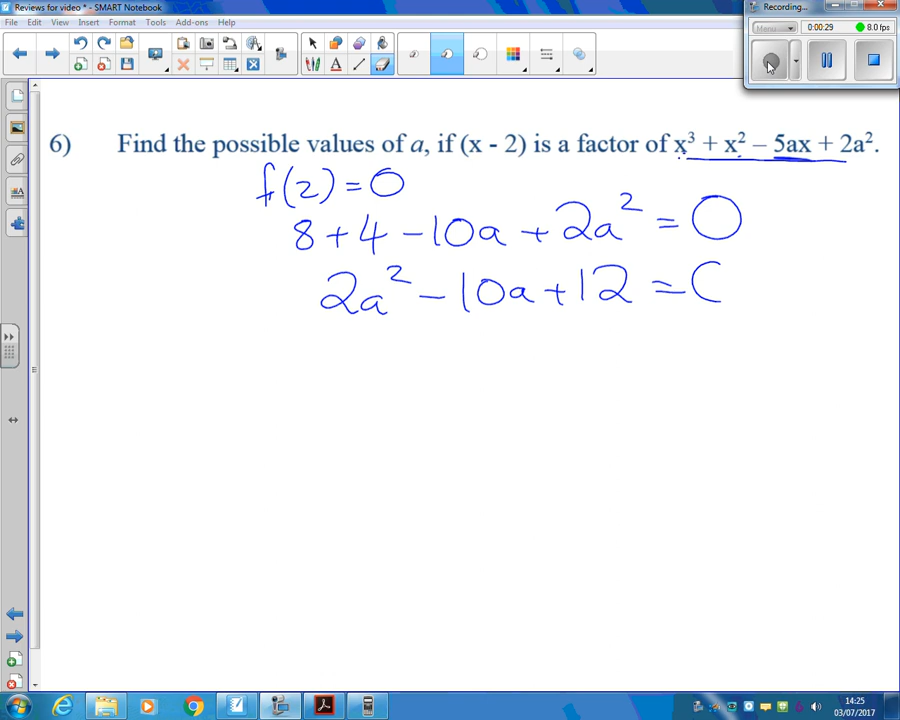 Reviews for video * - SMART Notebook
Recording...
File Edit View Insert Format Tools Add-ons Help
Menu 0:00:29 8.0 fps
6) Find the possible values of a, if (x - 2) is a factor of x³ + x² – 5ax + 2a².
f(2) = 0
8 + 4 - 10a + 2a² = 0
2a² - 10a + 12 = C
14:25
03/07/2017